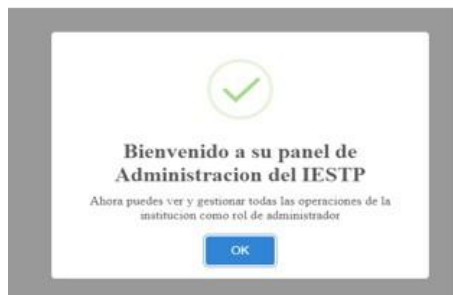 Bienvenido a su panel de
Administracion del IESTP
Ahora puedes ver y gestionar todas las operaciones de la
institucion como rol de administrador
OK